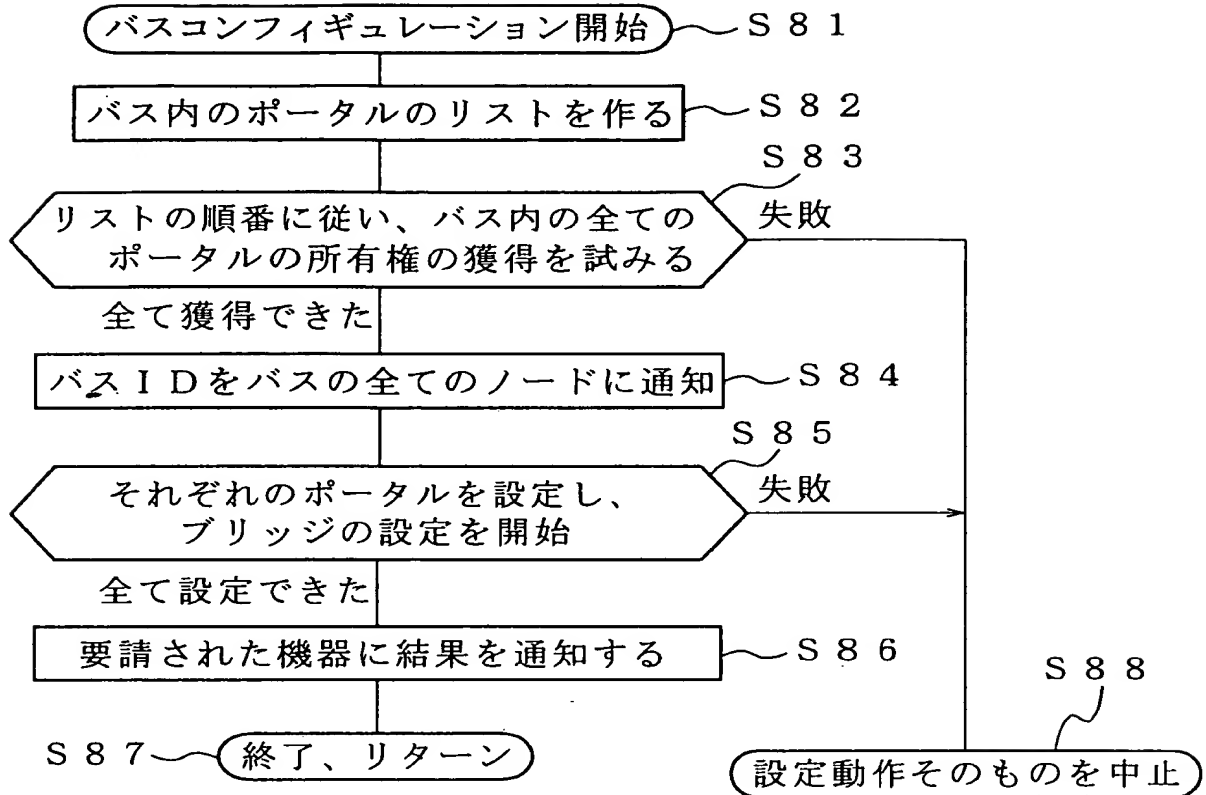 バスコンフィギュレーション開始 S81
バス内のポータルのリストを作る S82
S83
リストの順番に従い、バス内の全ての
ポータルの所有権の獲得を試みる
失敗
全て獲得できた
バスIDをバスの全てのノードに通知 S84
S85
それぞれのポータルを設定し、
ブリッジの設定を開始
失敗
全て設定できた
要請された機器に結果を通知する S86
S88
S87 終了、リターン
設定動作そのものを中止